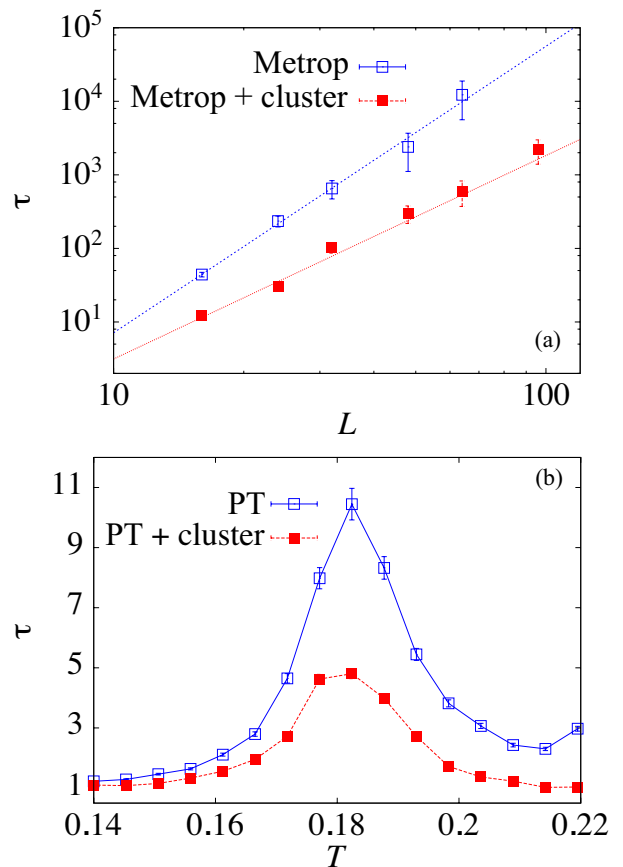 10^5
10^4
10^3
10^2
10^1
τ
Metrop
Metrop + cluster
(a)
10
100
L
11
9
7
5
3
1
τ
PT
PT + cluster
(b)
0.14
0.16
0.18
0.2
0.22
T